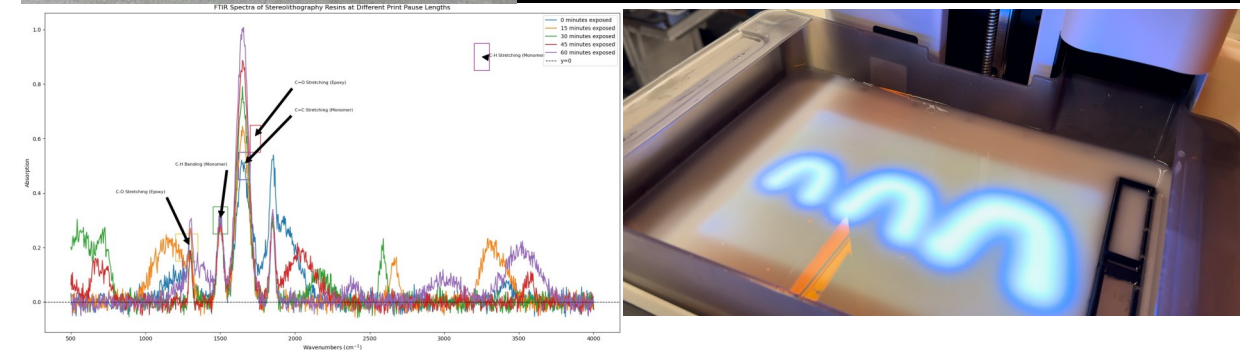 FTIR Spectra of Stereolithography Resins at Different Print Pause Lengths
1.0
0.8
0.6
0.4
0.2
0.0
Absorption
500
1000
1500
2000
2500
3000
3500
4000
Wavenumbers (cm⁻¹)
0 minutes exposed
15 minutes exposed
30 minutes exposed
45 minutes exposed
60 minutes exposed
y=0
C-H Stretching (Monomer
C=O Stretching (Epoxy)
C=C Stretching (Monomer)
C-H Banding (Monomer)
C-O Stretching (Epoxy)